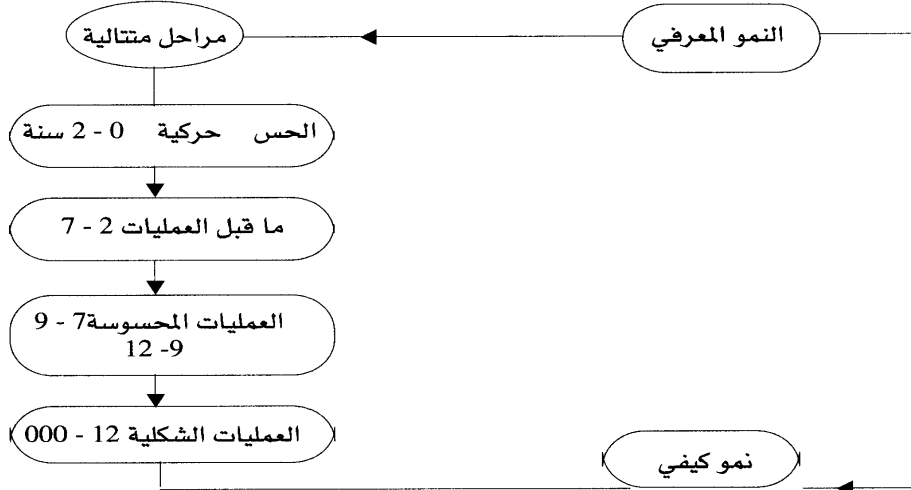 النمو المعرفي
مراحل متتالية
الحس حركية 0 - 2 سنة
ما قبل العمليات 2 - 7
العمليات المحسوسة7 - 9
9- 12
العمليات الشكلية 12 - 000
نمو كيفي